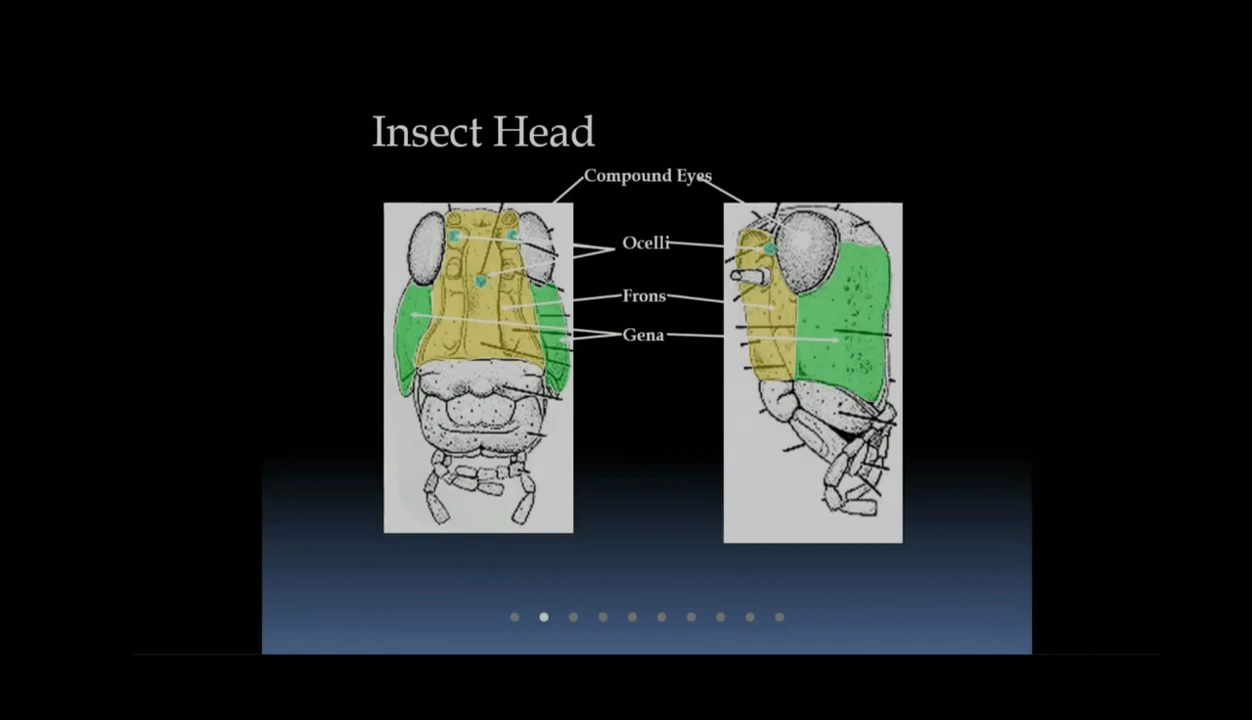 Insect Head
Compound Eyes
Ocelli
Frons
Gena